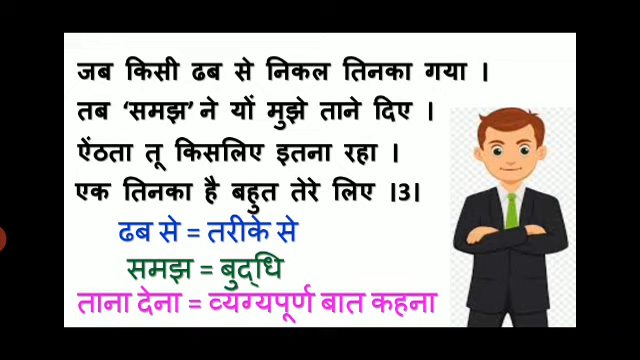 जब किसी ढब से निकल तिनका गया ।
तब ‘समझ’ ने यों मुझे ताने दिए ।
ऐंठता तू किसलिए इतना रहा ।
एक तिनका है बहुत तेरे लिए ।3।
ढब से = तरीके से
समझ = बुद्धि
ताना देना = व्यग्यपूर्ण बात कहना